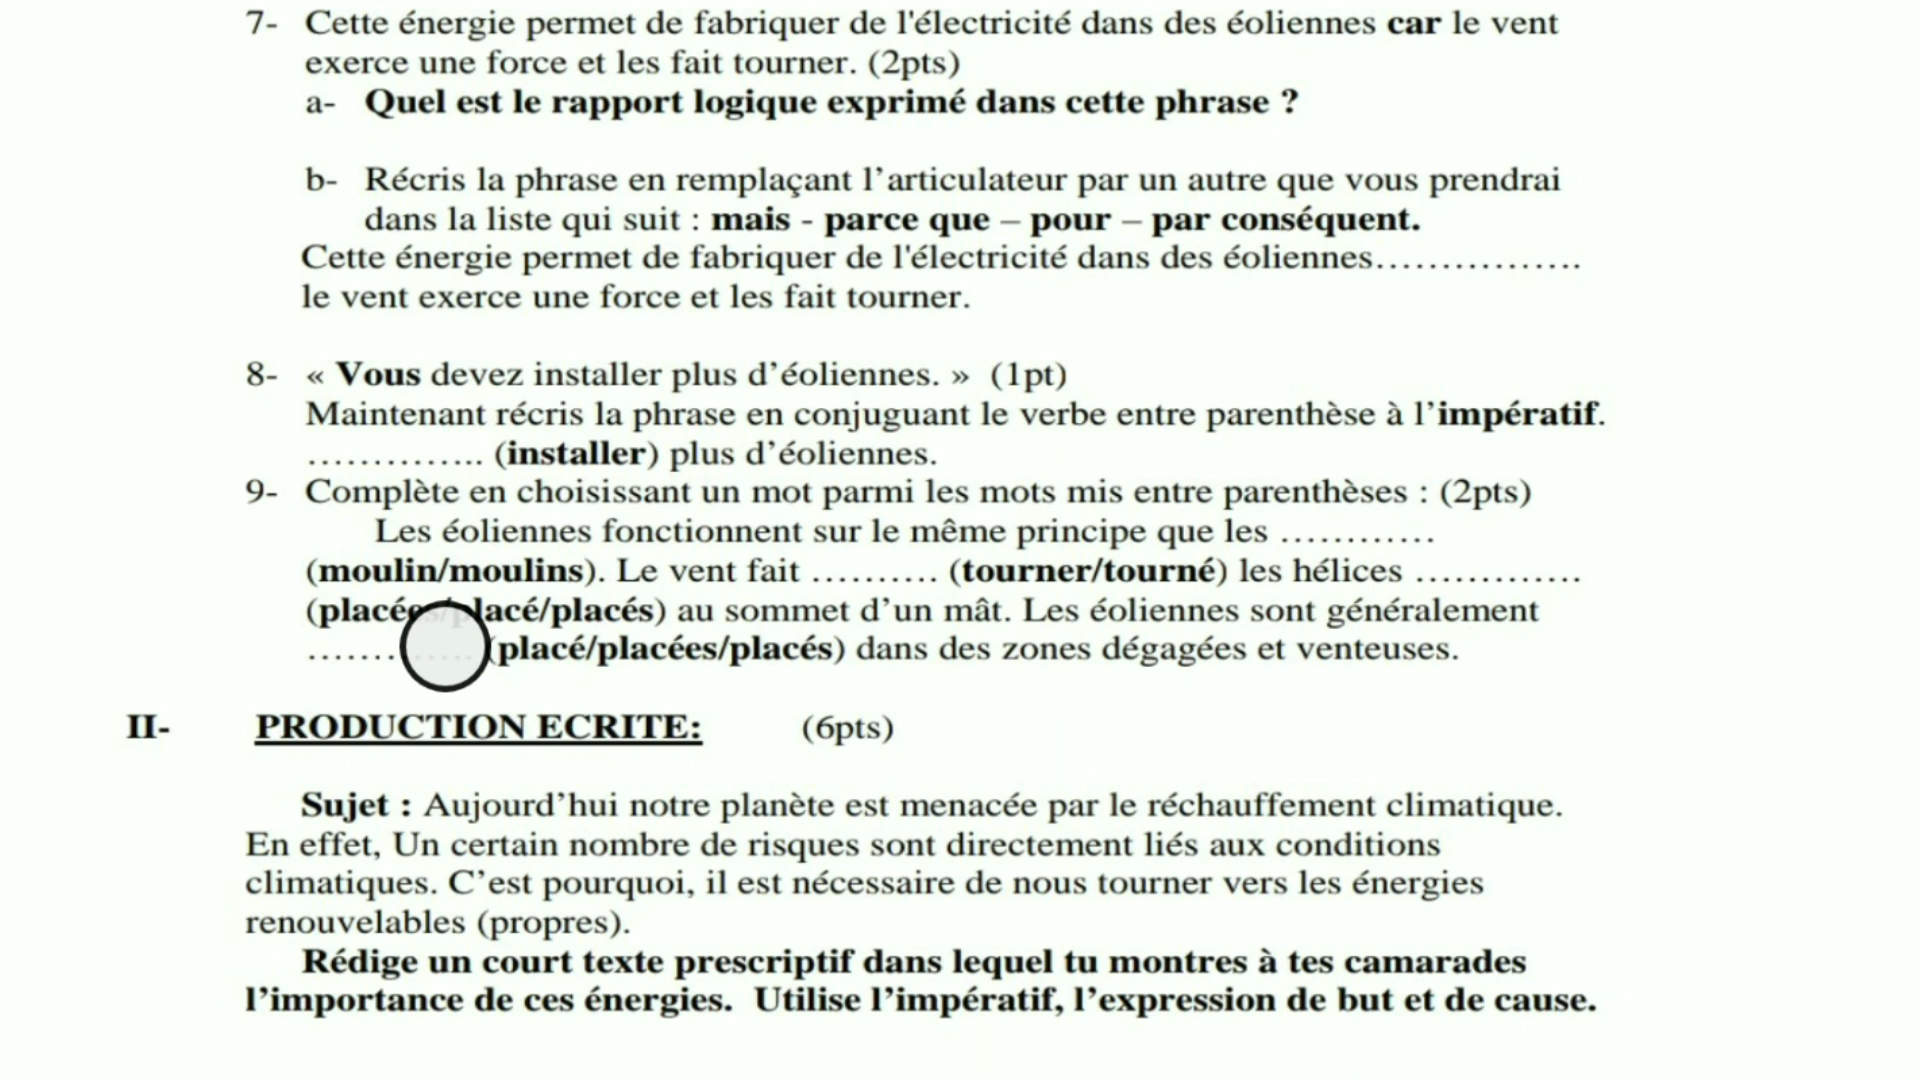 7- Cette énergie permet de fabriquer de l'électricité dans des éoliennes car le vent
exerce une force et les fait tourner. (2pts)
a- Quel est le rapport logique exprimé dans cette phrase ?
b- Récris la phrase en remplaçant l’articulateur par un autre que vous prendrai
dans la liste qui suit : mais - parce que – pour – par conséquent.
Cette énergie permet de fabriquer de l'électricité dans des éoliennes................
le vent exerce une force et les fait tourner.
8- « Vous devez installer plus d’éoliennes. » (1pt)
Maintenant récris la phrase en conjuguant le verbe entre parenthèse à l’impératif.
.............. (installer) plus d’éoliennes.
9- Complète en choisissant un mot parmi les mots mis entre parenthèses : (2pts)
Les éoliennes fonctionnent sur le même principe que les ............
(moulin/moulins). Le vent fait .......... (tourner/tourné) les hélices .............
(placées/placé/placés) au sommet d’un mât. Les éoliennes sont généralement
............. (placé/placées/placés) dans des zones dégagées et venteuses.
II- PRODUCTION ECRITE: (6pts)
Sujet : Aujourd’hui notre planète est menacée par le réchauffement climatique.
En effet, Un certain nombre de risques sont directement liés aux conditions
climatiques. C’est pourquoi, il est nécessaire de nous tourner vers les énergies
renouvelables (propres).
Rédige un court texte prescriptif dans lequel tu montres à tes camarades
l’importance de ces énergies. Utilise l’impératif, l’expression de but et de cause.